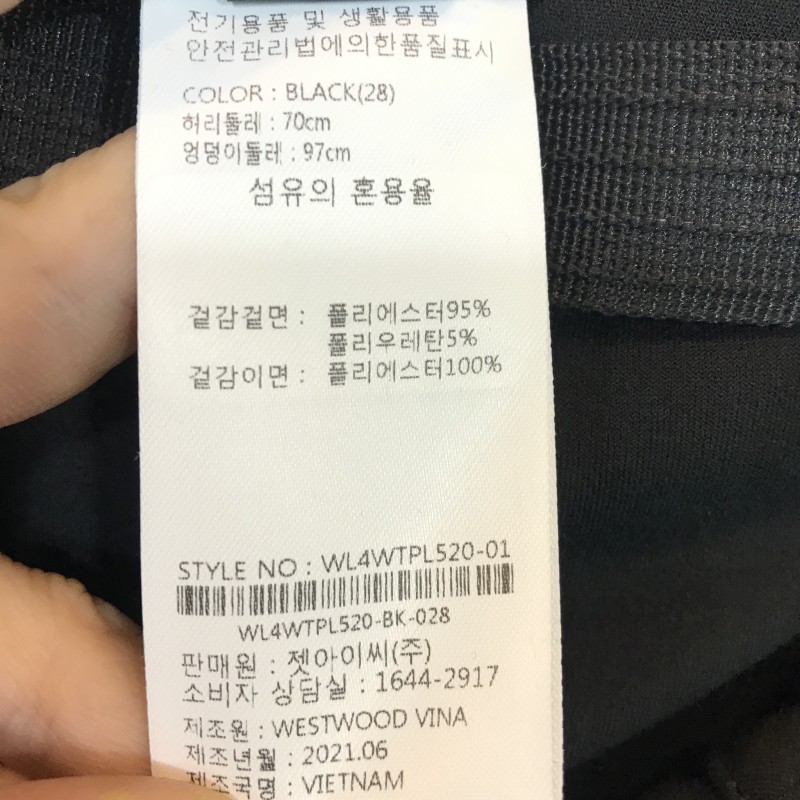 전기용품 및 생활용품
안전관리법에의한품질표시
COLOR : BLACK(28)
허리둘레 : 70cm
엉덩이둘레 : 97cm
섬유의 혼용율
겉감겉면 : 폴리에스터95%
폴리우레탄5%
겉감이면 : 폴리에스터100%
STYLE NO : WL4WTPL520-01
WL4WTPL520-BK-028
판매원 : 젯아이씨(주)
소비자 상담실 : 1644-2917
제조원 : WESTWOOD VINA
제조년월 : 2021.06
제조국명 : VIETNAM